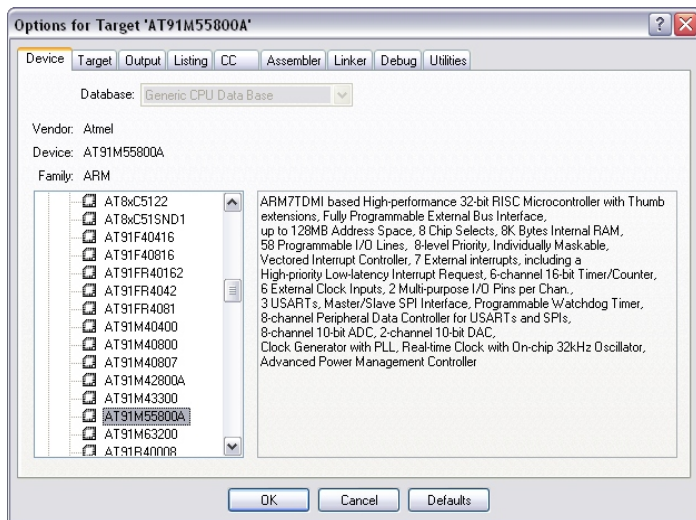 Options for Target 'AT91M55800A'
Device Target Output Listing CC Assembler Linker Debug Utilities
Database: Generic CPU Data Base
Vendor: Atmel
Device: AT91M55800A
Family: ARM
AT8xC5122
AT8xC51SND1
AT91F40416
AT91F40816
AT91FR40162
AT91FR4042
AT91FR4081
AT91M40400
AT91M40800
AT91M40807
AT91M42800A
AT91M43300
AT91M55800A
AT91M63200
AT91R40008
ARM7TDMI based High-performance 32-bit RISC Microcontroller with Thumb
extensions, Fully Programmable External Bus Interface,
up to 128MB Address Space, 8 Chip Selects, 8K Bytes Internal RAM,
58 Programmable I/O Lines, 8-level Priority, Individually Maskable,
Vectored Interrupt Controller, 7 External interrupts, including a
High-priority Low-latency Interrupt Request, 6-channel 16-bit Timer/Counter,
6 External Clock Inputs, 2 Multi-purpose I/O Pins per Chan.,
3 USARTs, Master/Slave SPI Interface, Programmable Watchdog Timer,
8-channel Peripheral Data Controller for USARTs and SPIs,
8-channel 10-bit ADC, 2-channel 10-bit DAC,
Clock Generator with PLL, Real-time Clock with On-chip 32kHz Oscillator,
Advanced Power Management Controller
OK Cancel Defaults